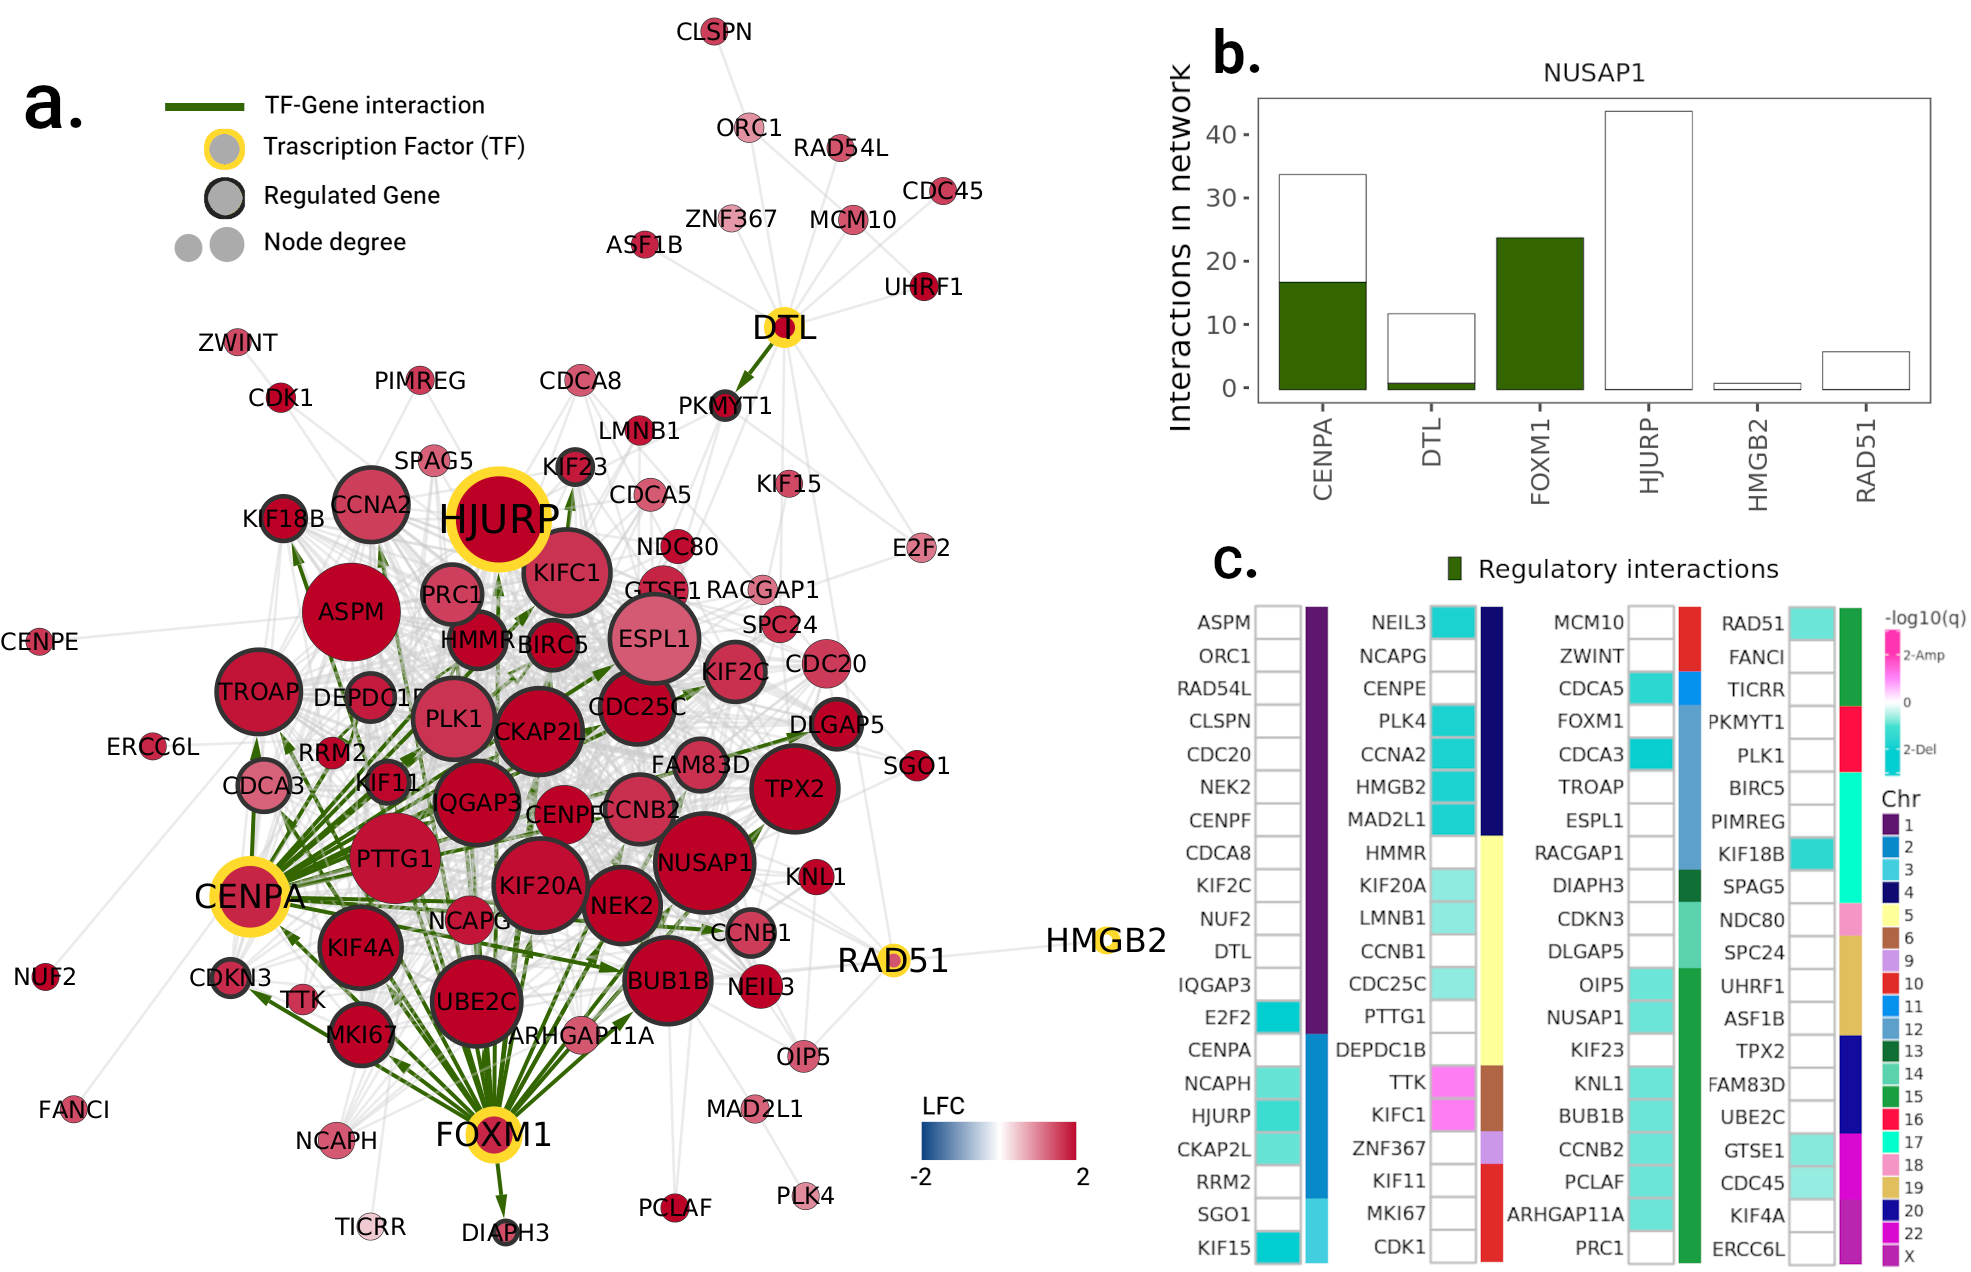 a.
TF-Gene interaction
Trascription Factor (TF)
Regulated Gene
Node degree
CLSPN
ORC1
RAD54L
CDC45
ZNF367
MCM10
ASF1B
UHRF1
DTL
ZWINT
PIMREG
CDCA8
CDK1
PKMYT1
LMNB1
SPAG5
KIF23
CDCA5
KIF15
CCNA2
KIF18B
HJURP
NDC80
E2F2
KIFC1
GTSE1
RACGAP1
PRC1
ASPM
SPC24
HMMR
BIRC5
ESPL1
CENPE
KIF2C
CDC20
TROAP
DEPDC1B
PLK1
CKAP2L
CDC25C
DLGAP5
ERCC6L
RRM2
FAM83D
SGO1
CDCA3
KIF11
IQGAP3
CENPF
CCNB2
TPX2
PTTG1
NUSAP1
KNL1
CENPA
KIF20A
NEK2
NCAPG
CCNB1
KIF4A
RAD51
HMGB2
NUF2
CDKN3
TTK
UBE2C
BUB1B
NEIL3
MKI67
ARHGAP11A
OIP5
FANCI
NCAPH
FOXM1
MAD2L1
PLK4
PCLAF
TICRR
DIAPH3
LFC
-2
2
b.
NUSAP1
Interactions in network
40
30
20
10
0
CENPA
DTL
FOXM1
HJURP
HMGB2
RAD51
Regulatory interactions
c.
ASPM
ORC1
RAD54L
CLSPN
CDC20
NEK2
CENPF
CDCA8
KIF2C
NUF2
DTL
IQGAP3
E2F2
CENPA
NCAPH
HJURP
CKAP2L
RRM2
SGO1
KIF15
NEIL3
NCAPG
CENPE
PLK4
CCNA2
HMGB2
MAD2L1
HMMR
KIF20A
LMNB1
CCNB1
CDC25C
PTTG1
DEPDC1B
TTK
KIFC1
ZNF367
KIF11
MKI67
CDK1
MCM10
ZWINT
CDCA5
FOXM1
CDCA3
TROAP
ESPL1
RACGAP1
DIAPH3
CDKN3
DLGAP5
OIP5
NUSAP1
KIF23
KNL1
BUB1B
CCNB2
PCLAF
ARHGAP11A
PRC1
RAD51
FANCI
TICRR
PKMYT1
PLK1
BIRC5
PIMREG
KIF18B
SPAG5
NDC80
SPC24
UHRF1
ASF1B
TPX2
FAM83D
UBE2C
GTSE1
CDC45
KIF4A
ERCC6L
-log10(q)
2-Amp
0
2-Del
Chr
1
2
3
4
5
6
9
10
11
12
13
14
15
16
17
18
19
20
22
X